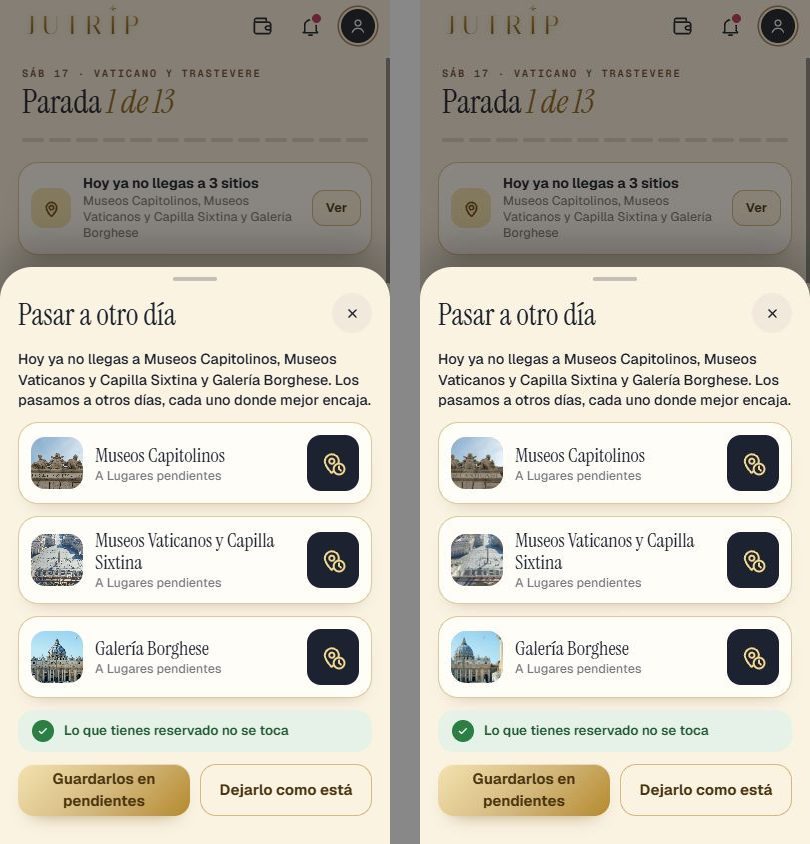 JUTRIP
SÁB 17 · VATICANO Y TRASTEVERE
Parada 1 de 13
Hoy ya no llegas a 3 sitios
Museos Capitolinos, Museos
Vaticanos y Capilla Sixtina y Galería
Borghese
Ver
Pasar a otro día
Hoy ya no llegas a Museos Capitolinos, Museos
Vaticanos y Capilla Sixtina y Galería Borghese. Los
pasamos a otros días, cada uno donde mejor encaja.
Museos Capitolinos
A Lugares pendientes
Museos Vaticanos y Capilla
Sixtina
A Lugares pendientes
Galería Borghese
A Lugares pendientes
Lo que tienes reservado no se toca
Guardarlos en
pendientes
Dejarlo como está
JUTRIP
SÁB 17 · VATICANO Y TRASTEVERE
Parada 1 de 13
Hoy ya no llegas a 3 sitios
Museos Capitolinos, Museos
Vaticanos y Capilla Sixtina y Galería
Borghese
Ver
Pasar a otro día
Hoy ya no llegas a Museos Capitolinos, Museos
Vaticanos y Capilla Sixtina y Galería Borghese. Los
pasamos a otros días, cada uno donde mejor encaja.
Museos Capitolinos
A Lugares pendientes
Museos Vaticanos y Capilla
Sixtina
A Lugares pendientes
Galería Borghese
A Lugares pendientes
Lo que tienes reservado no se toca
Guardarlos en
pendientes
Dejarlo como está